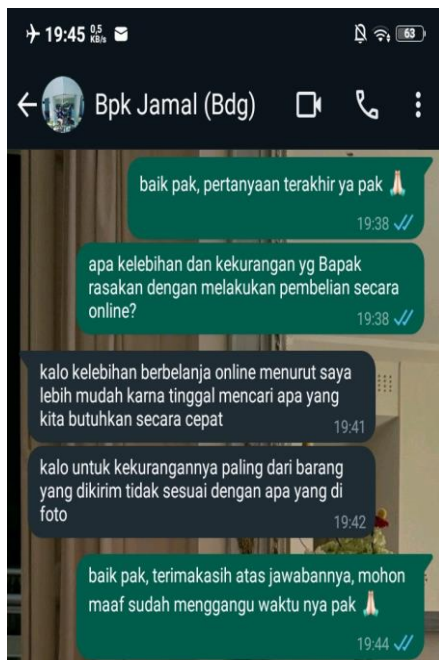 19:45 0,5 KB/s 63
Bpk Jamal (Bdg)
baik pak, pertanyaan terakhir ya pak 🙏🏻
19:38
apa kelebihan dan kekurangan yg Bapak
rasakan dengan melakukan pembelian secara
online?
19:38
kalo kelebihan berbelanja online menurut saya
lebih mudah karna tinggal mencari apa yang
kita butuhkan secara cepat
19:41
kalo untuk kekurangannya paling dari barang
yang dikirim tidak sesuai dengan apa yang di
foto
19:42
baik pak, terimakasih atas jawabannya, mohon
maaf sudah menggangu waktu nya pak 🙏🏻
19:44